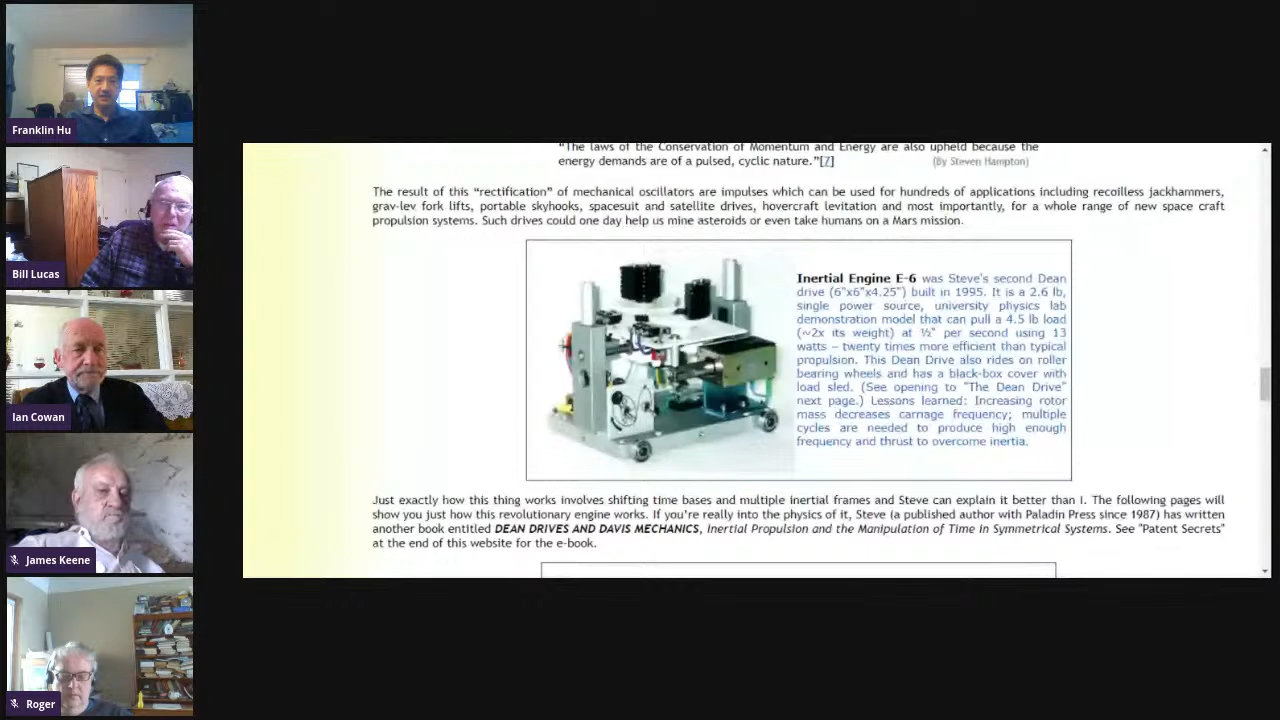 Franklin Hu
Bill Lucas
Ian Cowan
James Keene
Roger
“The laws of the Conservation of Momentum and Energy are also upheld because the
energy demands are of a pulsed, cyclic nature.”[7]
(By Steven Hampton)
The result of this “rectification” of mechanical oscillators are impulses which can be used for hundreds of applications including recoilless jackhammers,
grav-lev fork lifts, portable skyhooks, spacesuit and satellite drives, hovercraft levitation and most importantly, for a whole range of new space craft
propulsion systems. Such drives could one day help us mine asteroids or even take humans on a Mars mission.
Inertial Engine E-6 was Steve's second Dean
drive (6"x6"x4.25") built in 1995. It is a 2.6 lb,
single power source, university physics lab
demonstration model that can pull a 4.5 lb load
(~2x its weight) at ½" per second using 13
watts – twenty times more efficient than typical
propulsion. This Dean Drive also rides on roller
bearing wheels and has a black-box cover with
load sled. (See opening to "The Dean Drive"
next page.) Lessons learned: Increasing rotor
mass decreases carriage frequency; multiple
cycles are needed to produce high enough
frequency and thrust to overcome inertia.
Just exactly how this thing works involves shifting time bases and multiple inertial frames and Steve can explain it better than I. The following pages will
show you just how this revolutionary engine works. If you're really into the physics of it, Steve (a published author with Paladin Press since 1987) has written
another book entitled DEAN DRIVES AND DAVIS MECHANICS, Inertial Propulsion and the Manipulation of Time in Symmetrical Systems. See "Patent Secrets"
at the end of this website for the e-book.